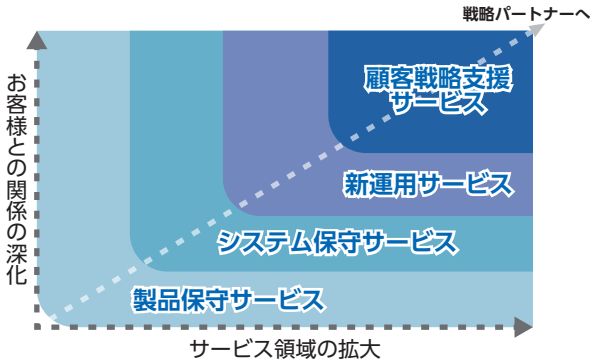 戦略パートナーへ
お客様との関係の深化
顧客戦略支援
サービス
新運用サービス
システム保守サービス
製品保守サービス
サービス領域の拡大